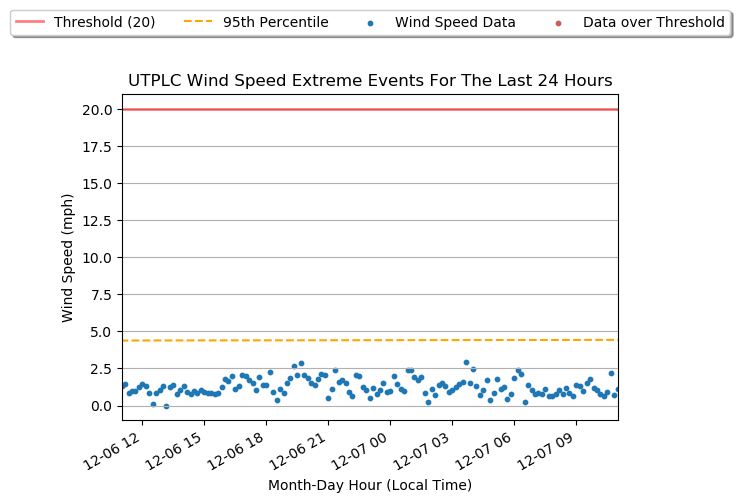 Threshold (20) 95th Percentile Wind Speed Data Data over Threshold
UTPLC Wind Speed Extreme Events For The Last 24 Hours
20.0
17.5
15.0
12.5
10.0
7.5
5.0
2.5
0.0
Wind Speed (mph)
12-06 12 12-06 15 12-06 18 12-06 21 12-07 00 12-07 03 12-07 06 12-07 09
Month-Day Hour (Local Time)